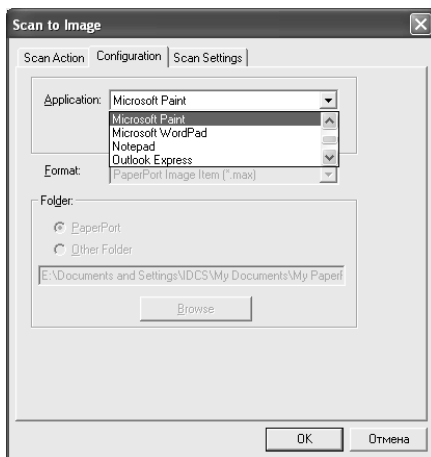 Scan to Image
Scan Action Configuration Scan Settings
Application: Microsoft Paint
Microsoft Paint
Microsoft WordPad
Notepad
Outlook Express
Format: PaperPort Image Item (*.max)
Folder:
PaperPort
Other Folder
E:\Documents and Settings\IDCS\My Documents\My PaperF
Browse
OK Отмена